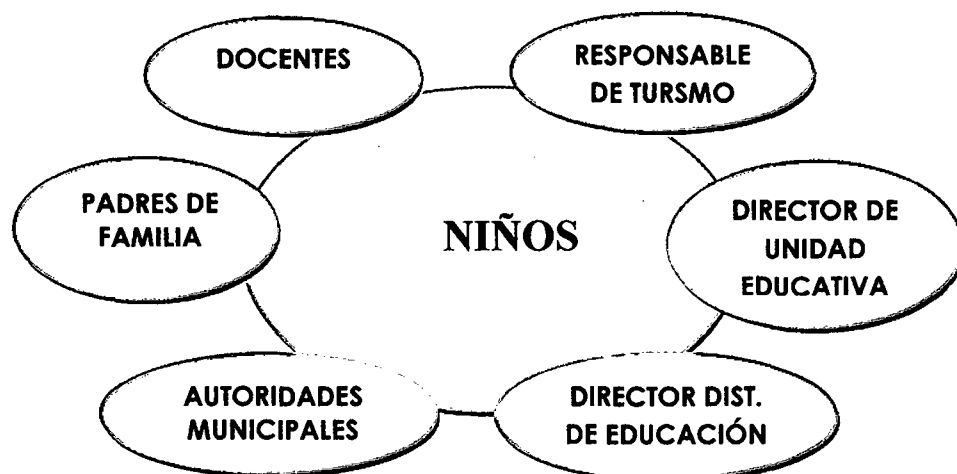 DOCENTES
RESPONSABLE
DE TURSMO
PADRES DE
FAMILIA
NIÑOS
DIRECTOR DE
UNIDAD
EDUCATIVA
AUTORIDADES
MUNICIPALES
DIRECTOR DIST.
DE EDUCACIÓN